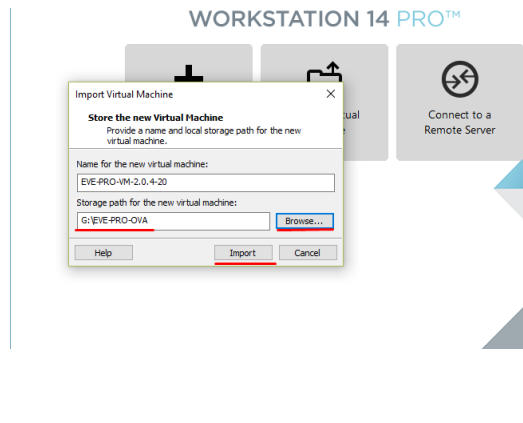 WORKSTATION 14 PRO™
Import Virtual Machine
Store the new Virtual Machine
Provide a name and local storage path for the new
virtual machine.
Name for the new virtual machine:
EVE-PRO-VM-2.0.4-20
Storage path for the new virtual machine:
G:\EVE-PRO-OVA
Browse...
Help
Import
Cancel
tual
Connect to a
Remote Server